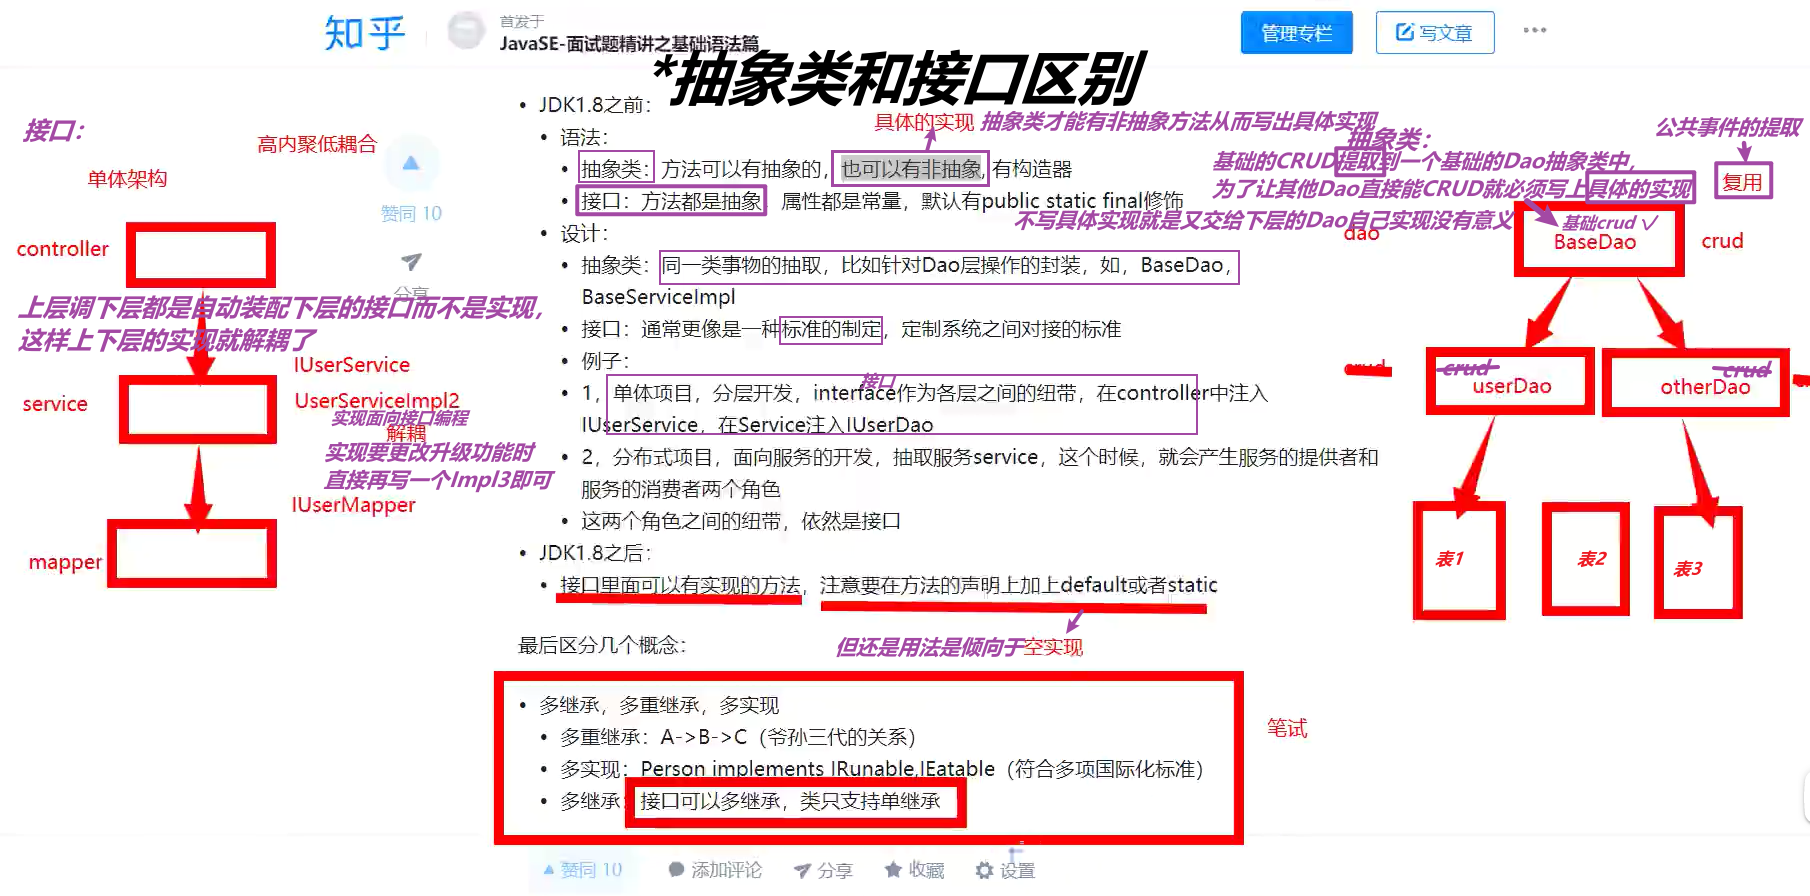 知乎
首发于
JavaSE-面试题精讲之基础语法篇
管理专栏
写文章
*抽象类和接口区别
接口：
高内聚低耦合
单体架构
controller
上层调下层都是自动装配下层的接口而不是实现，
这样上下层的实现就解耦了
IUserService
service
UserServiceImpl2
实现面向接口编程
解耦
实现要更改升级功能时
直接再写一个Impl3即可
IUserMapper
mapper
赞同 10
分享
• JDK1.8之前：
具体的实现
抽象类才能有非抽象方法从而写出具体实现
• 语法：
• 抽象类：方法可以有抽象的，也可以有非抽象，有构造器
• 接口：方法都是抽象，属性都是常量，默认有public static final修饰
• 设计：
• 抽象类：同一类事物的抽取，比如针对Dao层操作的封装，如，BaseDao，
BaseServiceImpl
• 接口：通常更像是一种标准的制定，定制系统之间对接的标准
• 例子：
接口
• 1，单体项目，分层开发，interface作为各层之间的纽带，在controller中注入
IUserService，在Service注入IUserDao
• 2，分布式项目，面向服务的开发，抽取服务service，这个时候，就会产生服务的提供者和
服务的消费者两个角色
• 这两个角色之间的纽带，依然是接口
• JDK1.8之后：
• 接口里面可以有实现的方法，注意要在方法的声明上加上default或者static
但还是用法是倾向于空实现
最后区分几个概念：
• 多继承，多重继承，多实现
• 多重继承：A->B->C（爷孙三代的关系）
• 多实现：Person implements IRunable,IEatable（符合多项国际化标准）
• 多继承：接口可以多继承，类只支持单继承
笔试
赞同 10
添加评论
分享
收藏
设置
抽象类：
公共事件的提取
基础的CRUD提取到一个基础的Dao抽象类中，
为了让其他Dao直接能CRUD就必须写上具体的实现
复用
不写具体实现就是又交给下层的Dao自己实现没有意义
dao
基础crud √
BaseDao
crud
crud
crud
userDao
crud
otherDao
表1
表2
表3